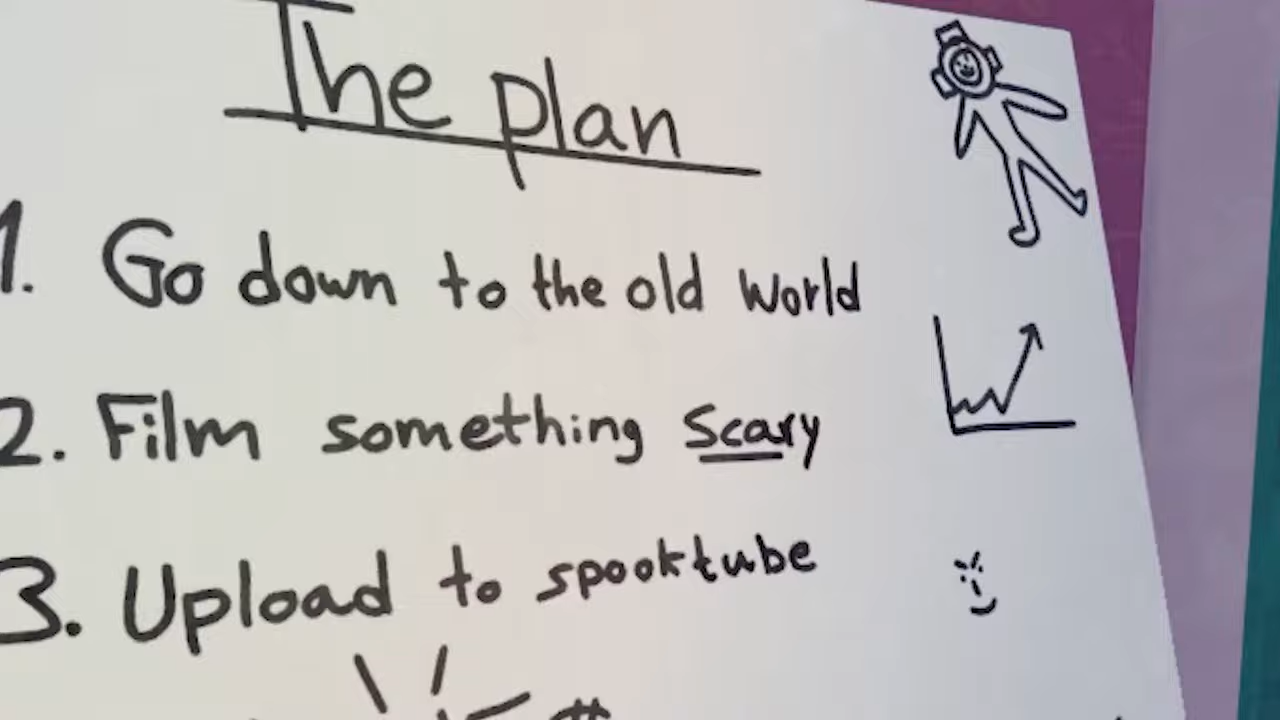 The plan
1. Go down to the old World
2. Film something scary
3. Upload to spooktube